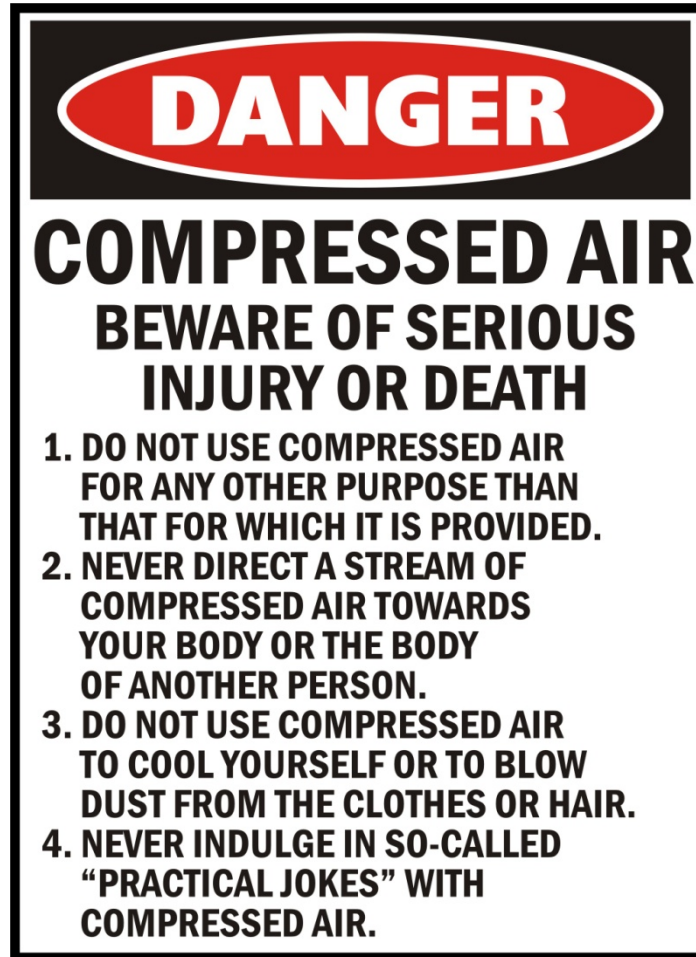 DANGER
COMPRESSED AIR
BEWARE OF SERIOUS
INJURY OR DEATH
1. DO NOT USE COMPRESSED AIR
FOR ANY OTHER PURPOSE THAN
THAT FOR WHICH IT IS PROVIDED.
2. NEVER DIRECT A STREAM OF
COMPRESSED AIR TOWARDS
YOUR BODY OR THE BODY
OF ANOTHER PERSON.
3. DO NOT USE COMPRESSED AIR
TO COOL YOURSELF OR TO BLOW
DUST FROM THE CLOTHES OR HAIR.
4. NEVER INDULGE IN SO-CALLED
“PRACTICAL JOKES” WITH
COMPRESSED AIR.